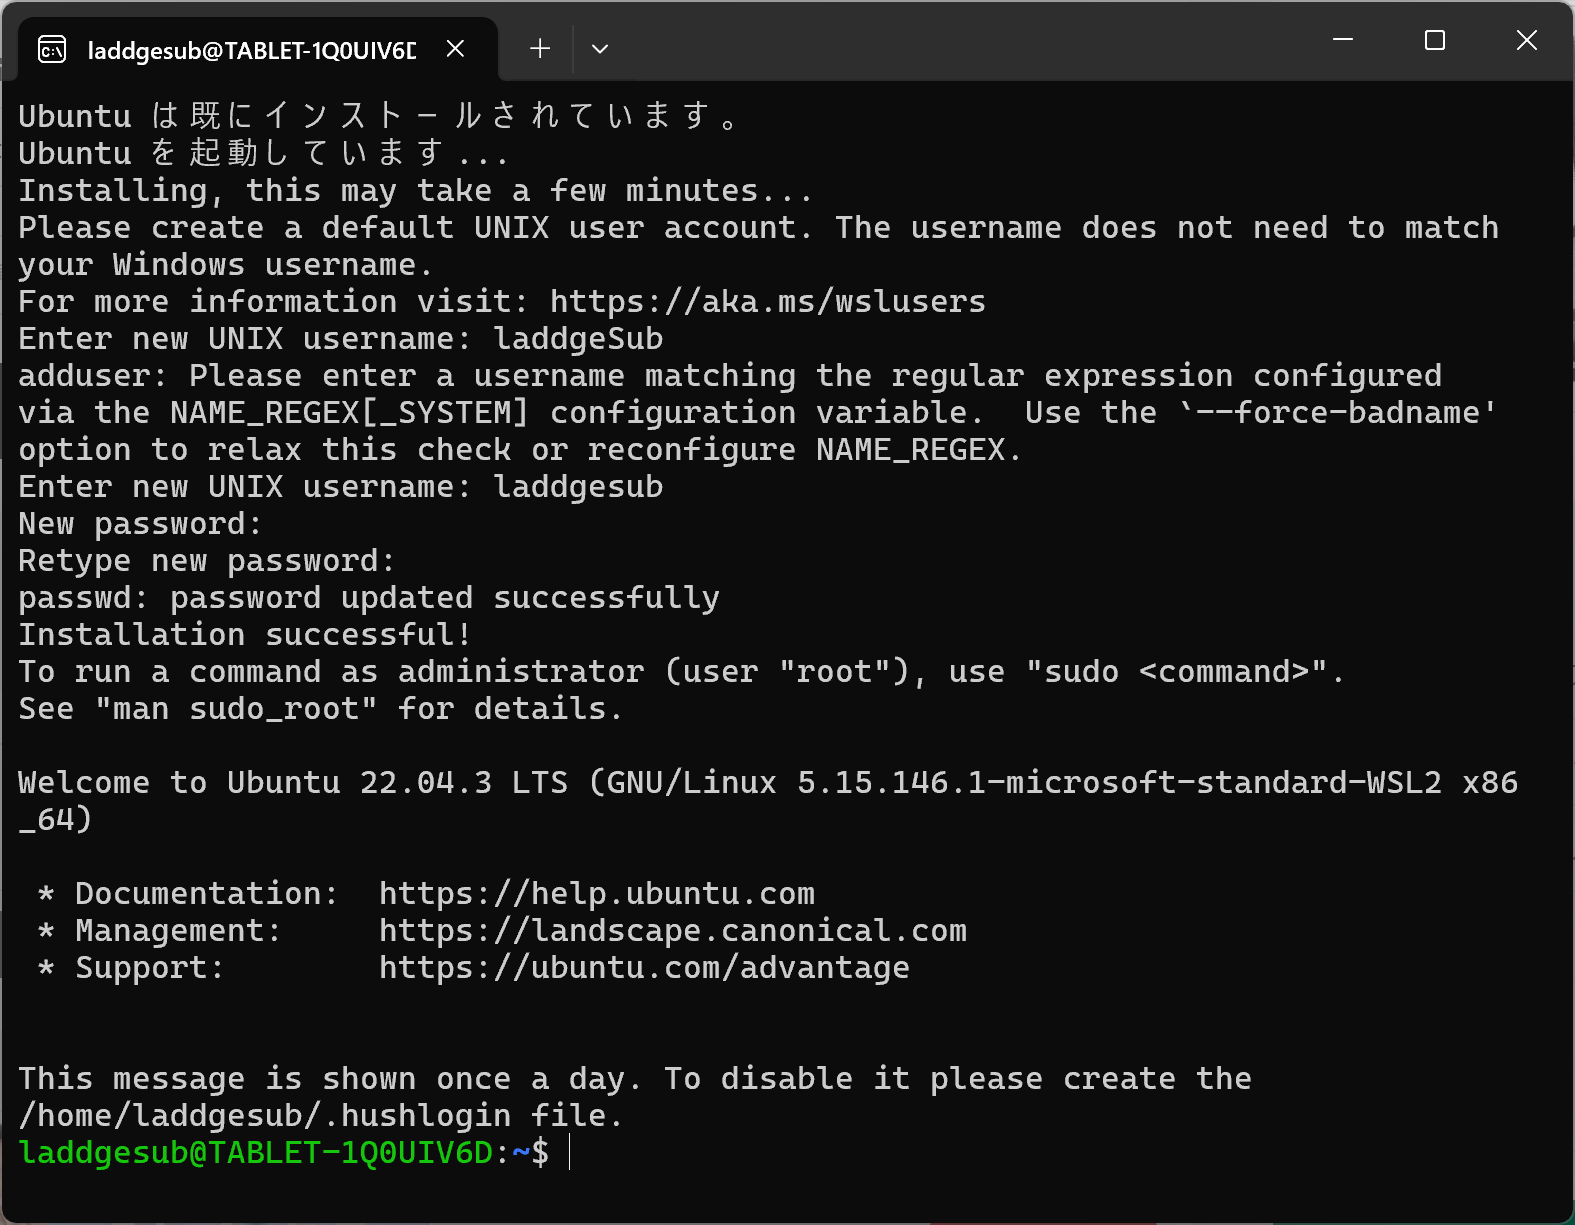 laddgesub@TABLET-1Q0UIV6D
Ubuntu は既にインストールされています。
Ubuntu を起動しています...
Installing, this may take a few minutes...
Please create a default UNIX user account. The username does not need to match
your Windows username.
For more information visit: https://aka.ms/wslusers
Enter new UNIX username: laddgeSub
adduser: Please enter a username matching the regular expression configured
via the NAME_REGEX[_SYSTEM] configuration variable.  Use the `--force-badname'
option to relax this check or reconfigure NAME_REGEX.
Enter new UNIX username: laddgesub
New password:
Retype new password:
passwd: password updated successfully
Installation successful!
To run a command as administrator (user "root"), use "sudo <command>".
See "man sudo_root" for details.
Welcome to Ubuntu 22.04.3 LTS (GNU/Linux 5.15.146.1-microsoft-standard-WSL2 x86
_64)
* Documentation:  https://help.ubuntu.com
* Management:     https://landscape.canonical.com
* Support:        https://ubuntu.com/advantage
This message is shown once a day. To disable it please create the
/home/laddgesub/.hushlogin file.
laddgesub@TABLET-1Q0UIV6D:~$